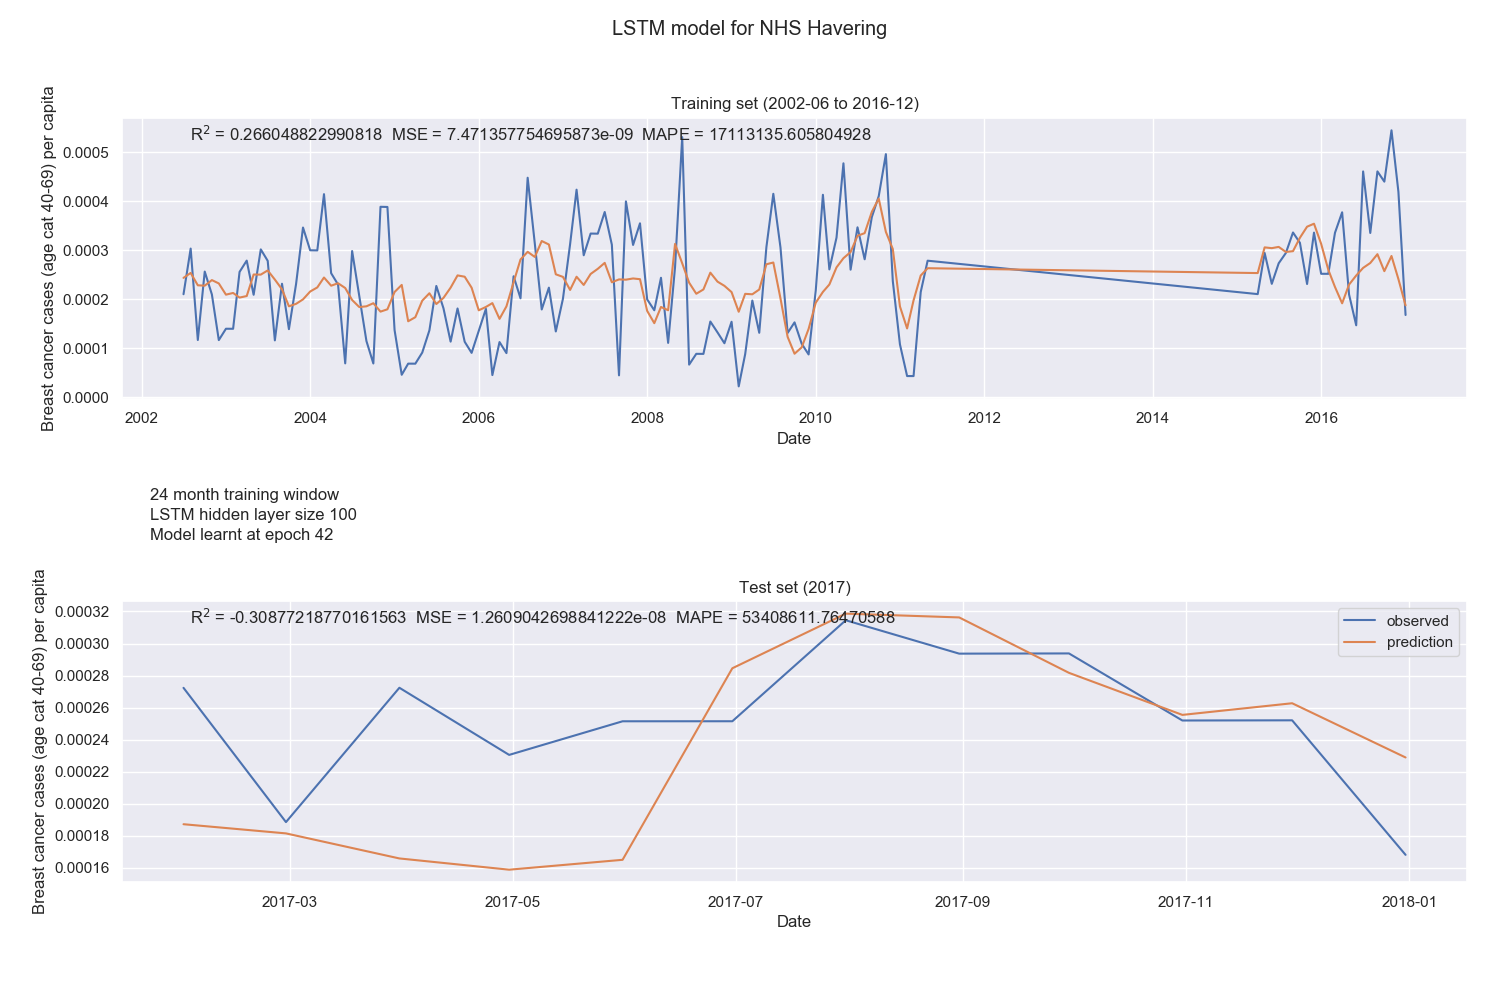 LSTM model for NHS Havering
Training set (2002-06 to 2016-12)
R² = 0.266048822990818 MSE = 7.471357754695873e-09 MAPE = 17113135.605804928
Breast cancer cases (age cat 40-69) per capita
0.0005
0.0004
0.0003
0.0002
0.0001
0.0000
2002 2004 2006 2008 2010 2012 2014 2016
Date
24 month training window
LSTM hidden layer size 100
Model learnt at epoch 42
Test set (2017)
R² = -0.30877218770161563 MSE = 1.2609042698841222e-08 MAPE = 53408611.76470588
observed
prediction
Breast cancer cases (age cat 40-69) per capita
0.00032
0.00030
0.00028
0.00026
0.00024
0.00022
0.00020
0.00018
0.00016
2017-03 2017-05 2017-07 2017-09 2017-11 2018-01
Date